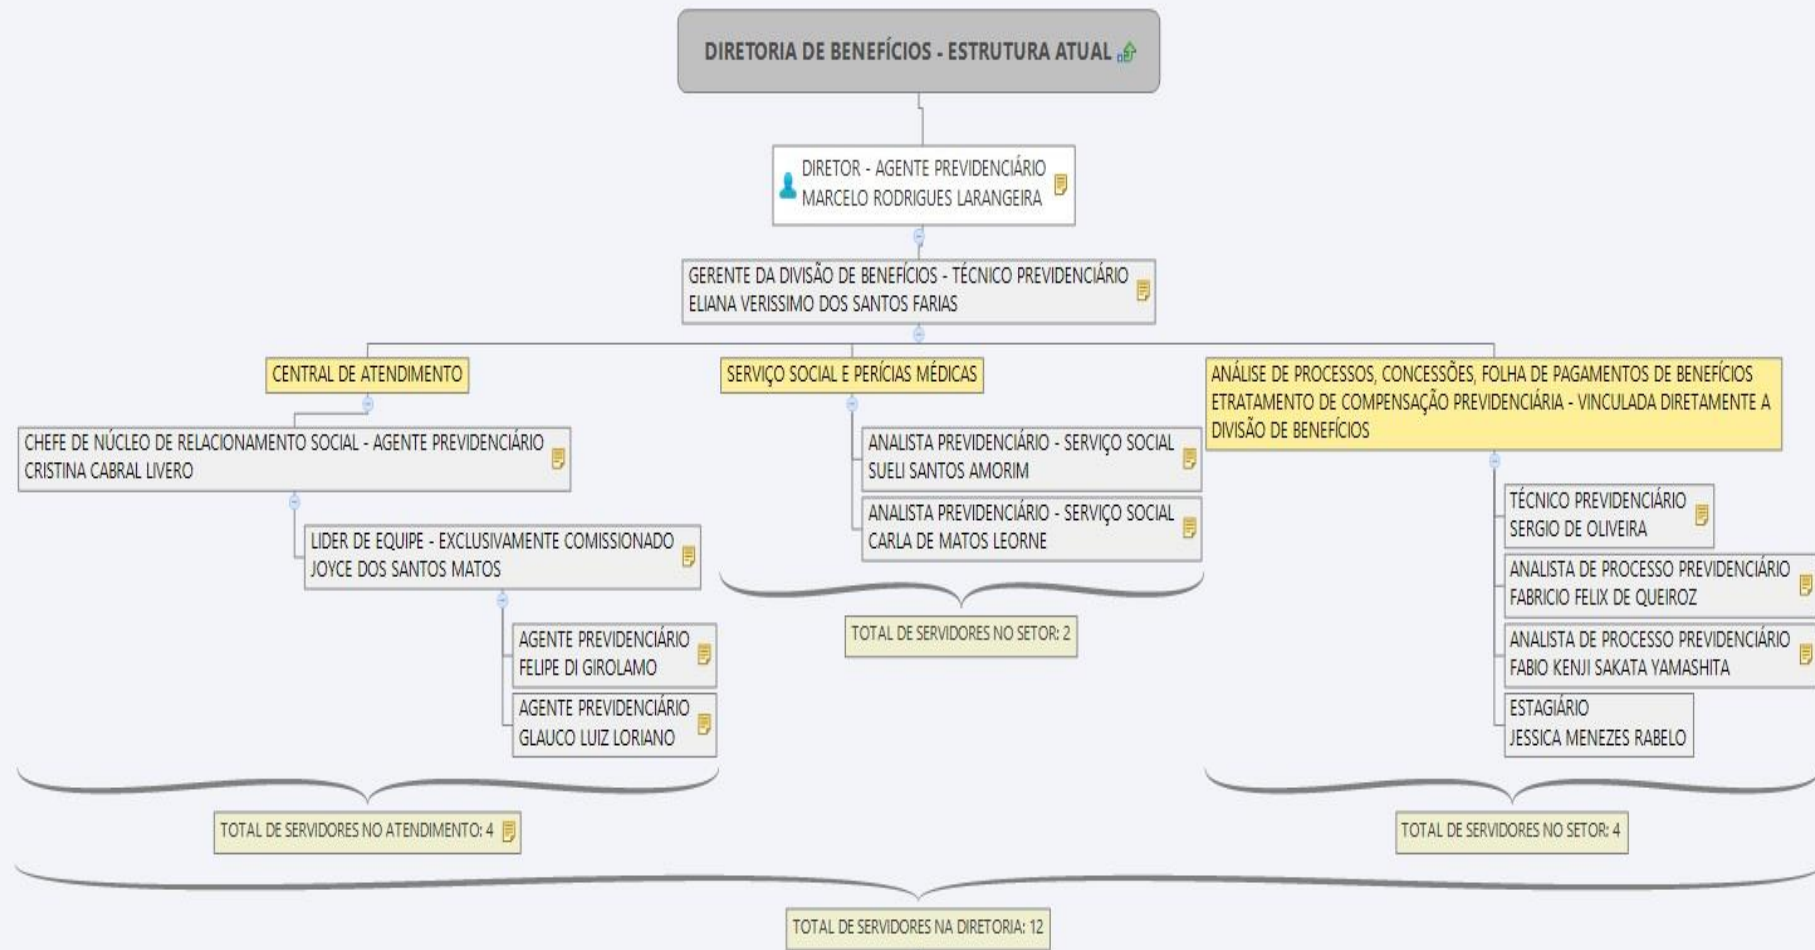 DIRETORIA DE BENEFÍCIOS - ESTRUTURA ATUAL
DIRETOR - AGENTE PREVIDENCIÁRIO
MARCELO RODRIGUES LARANGEIRA
GERENTE DA DIVISÃO DE BENEFÍCIOS - TÉCNICO PREVIDENCIÁRIO
ELIANA VERISSIMO DOS SANTOS FARIAS
CENTRAL DE ATENDIMENTO
CHEFE DE NÚCLEO DE RELACIONAMENTO SOCIAL - AGENTE PREVIDENCIÁRIO
CRISTINA CABRAL LIVERO
LIDER DE EQUIPE - EXCLUSIVAMENTE COMISSIONADO
JOYCE DOS SANTOS MATOS
AGENTE PREVIDENCIÁRIO
FELIPE DI GIROLAMO
AGENTE PREVIDENCIÁRIO
GLAUCO LUIZ LORIANO
TOTAL DE SERVIDORES NO ATENDIMENTO: 4
SERVIÇO SOCIAL E PERÍCIAS MÉDICAS
ANALISTA PREVIDENCIÁRIO - SERVIÇO SOCIAL
SUELI SANTOS AMORIM
ANALISTA PREVIDENCIÁRIO - SERVIÇO SOCIAL
CARLA DE MATOS LEORNE
TOTAL DE SERVIDORES NO SETOR: 2
ANÁLISE DE PROCESSOS, CONCESSÕES, FOLHA DE PAGAMENTOS DE BENEFÍCIOS
ETRATAMENTO DE COMPENSAÇÃO PREVIDENCIÁRIA - VINCULADA DIRETAMENTE A
DIVISÃO DE BENEFÍCIOS
TÉCNICO PREVIDENCIÁRIO
SERGIO DE OLIVEIRA
ANALISTA DE PROCESSO PREVIDENCIÁRIO
FABRICIO FELIX DE QUEIROZ
ANALISTA DE PROCESSO PREVIDENCIÁRIO
FABIO KENJI SAKATA YAMASHITA
ESTAGIÁRIO
JESSICA MENEZES RABELO
TOTAL DE SERVIDORES NO SETOR: 4
TOTAL DE SERVIDORES NA DIRETORIA: 12